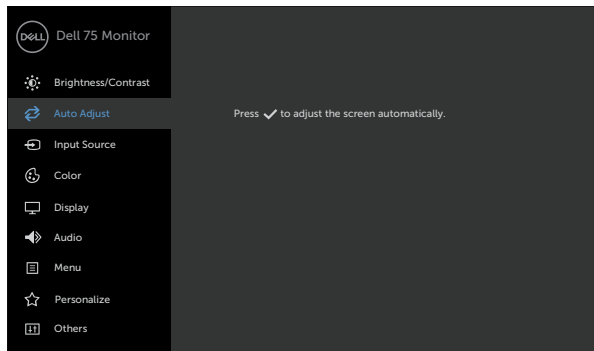 DELL Dell 75 Monitor
Brightness/Contrast
Auto Adjust
Press ✓ to adjust the screen automatically.
Input Source
Color
Display
Audio
Menu
Personalize
Others